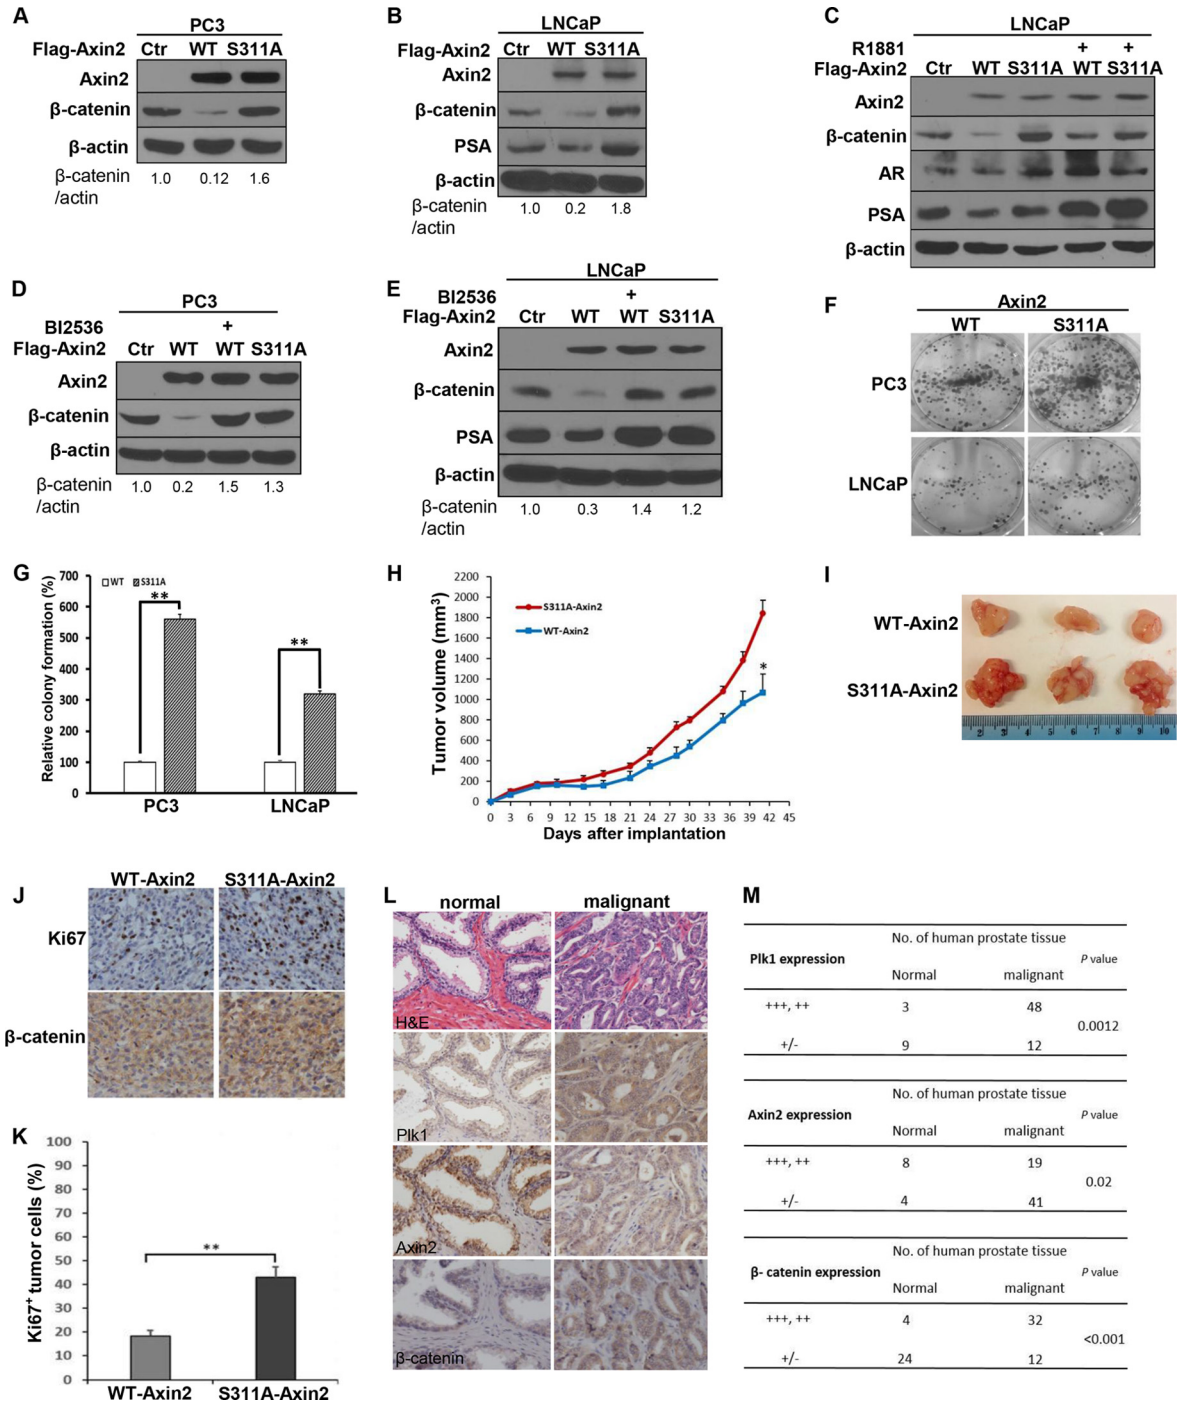 A
PC3
Flag-Axin2 Ctr WT S311A
Axin2
β-catenin
β-actin
β-catenin
/actin
1.0 0.12 1.6
B
LNCaP
Flag-Axin2 Ctr WT S311A
Axin2
β-catenin
PSA
β-actin
β-catenin
/actin
1.0 0.2 1.8
C
LNCaP
R1881 + +
Flag-Axin2 Ctr WT S311A WT S311A
Axin2
β-catenin
AR
PSA
β-actin
D
PC3
BI2536 +
Flag-Axin2 Ctr WT WT S311A
Axin2
β-catenin
β-actin
β-catenin
/actin
1.0 0.2 1.5 1.3
E
LNCaP
BI2536 +
Flag-Axin2 Ctr WT WT S311A
Axin2
β-catenin
PSA
β-actin
β-catenin
/actin
1.0 0.3 1.4 1.2
F
Axin2
WT S311A
PC3
LNCaP
G
Relative colony formation (%)
700
600
500
400
300
200
100
0
WT S311A
**
**
PC3 LNCaP
H
Tumor volume (mm³)
2200
2000
1800
1600
1400
1200
1000
800
600
400
200
0
S311A-Axin2
WT-Axin2
*
0 3 6 9 12 15 18 21 24 27 30 33 36 39 42 45
Days after implantation
I
WT-Axin2
S311A-Axin2
2 3 4 5 6 7 8 9 10
J
WT-Axin2 S311A-Axin2
Ki67
β-catenin
K
Ki67⁺ tumor cells (%)
100
90
80
70
60
50
40
30
20
10
0
**
WT-Axin2 S311A-Axin2
L
normal malignant
H&E
Plk1
Axin2
β-catenin
M
No. of human prostate tissue
Plk1 expression P value
Normal malignant
+++, ++ 3 48
0.0012
+/- 9 12
No. of human prostate tissue
Axin2 expression P value
Normal malignant
+++, ++ 8 19
0.02
+/- 4 41
No. of human prostate tissue
β- catenin expression P value
Normal malignant
+++, ++ 4 32
<0.001
+/- 24 12